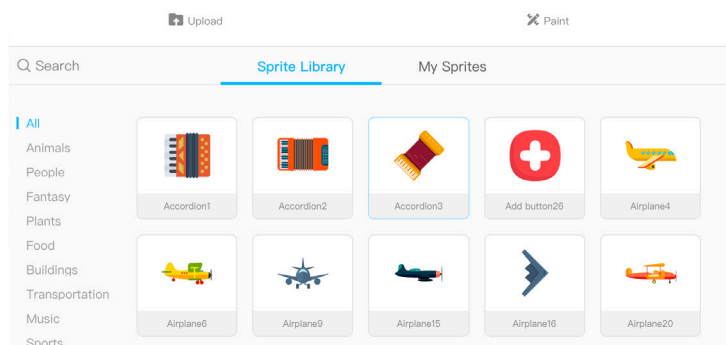 Upload
Paint
Search
Sprite Library
My Sprites
All
Animals
People
Fantasy
Plants
Food
Buildings
Transportation
Music
Sports
Accordion1
Accordion2
Accordion3
Add button26
Airplane4
Airplane6
Airplane9
Airplane15
Airplane16
Airplane20